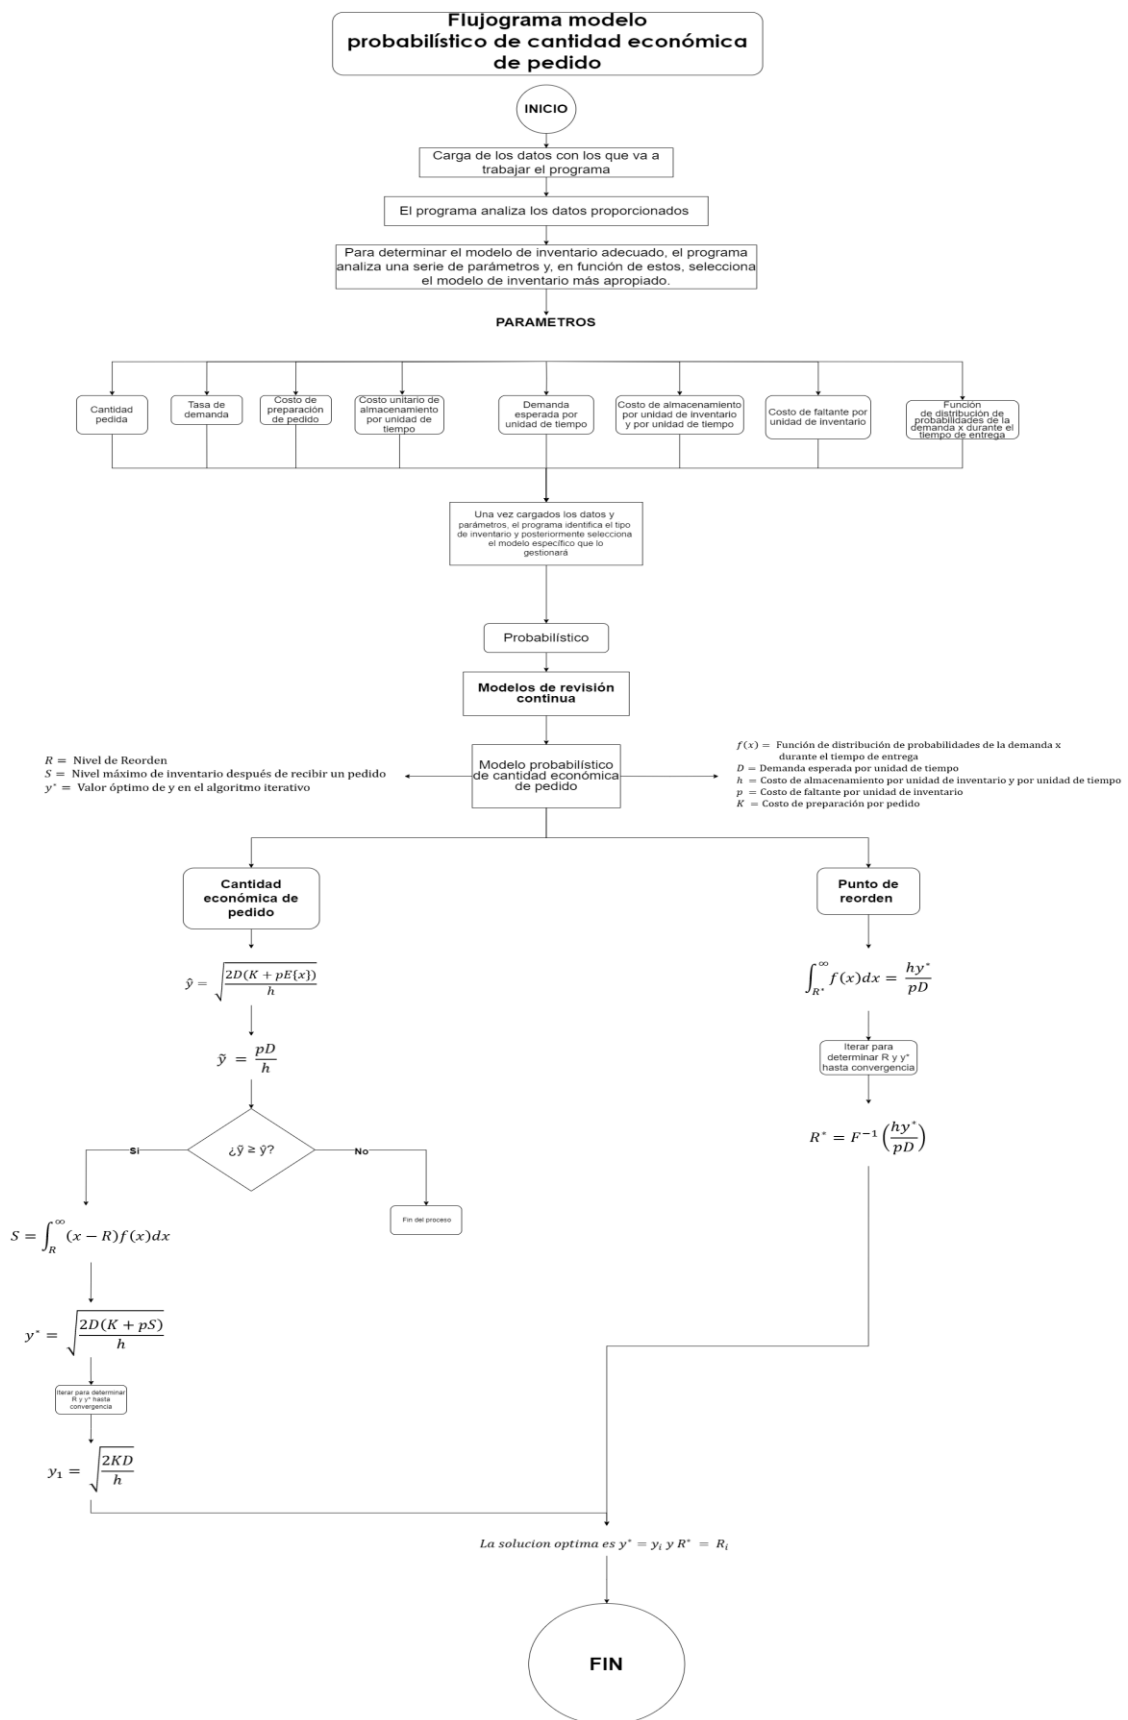 Flujograma modelo
probabilístico de cantidad económica
de pedido
INICIO
Carga de los datos con los que va a
trabajar el programa
El programa analiza los datos proporcionados
Para determinar el modelo de inventario adecuado, el programa
analiza una serie de parámetros y, en función de estos, selecciona
el modelo de inventario más apropiado.
PARAMETROS
Cantidad
pedida
Tasa de
demanda
Costo de
preparación
de pedido
Costo unitario de
almacenamiento
por unidad de
tiempo
Demanda
esperada por
unidad de tiempo
Costo de almacenamiento
por unidad de inventario
y por unidad de tiempo
Costo de faltante por
unidad de inventario
Función
de distribución de
probabilidades de la
demanda x durante el
tiempo de entrega
Una vez cargados los datos y
parámetros, el programa identifica el tipo
de inventario y posteriormente selecciona
el modelo específico que lo
gestionará
Probabilístico
Modelos de revisión
continua
R = Nivel de Reorden
S = Nivel máximo de inventario después de recibir un pedido
y* = Valor óptimo de y en el algoritmo iterativo
Modelo probabilístico
de cantidad económica
de pedido
f(x) = Función de distribución de probabilidades de la demanda x
durante el tiempo de entrega
D = Demanda esperada por unidad de tiempo
h = Costo de almacenamiento por unidad de inventario y por unidad de tiempo
p = Costo de faltante por unidad de inventario
K = Costo de preparación por pedido
Cantidad
económica de
pedido
ŷ = √(2D(K + pE{x})/h)
ỹ = pD/h
¿ỹ ≥ ŷ?
Si
No
Fin del proceso
S = ∫_R^∞ (x − R)f(x)dx
y* = √(2D(K + pS)/h)
Iterar para determinar
R y y* hasta
convergencia
y₁ = √(2KD/h)
Punto de
reorden
∫_{R*}^∞ f(x)dx = hy*/pD
Iterar para
determinar R y y*
hasta convergencia
R* = F⁻¹(hy*/pD)
La solucion optima es y* = yᵢ y R* = Rᵢ
FIN